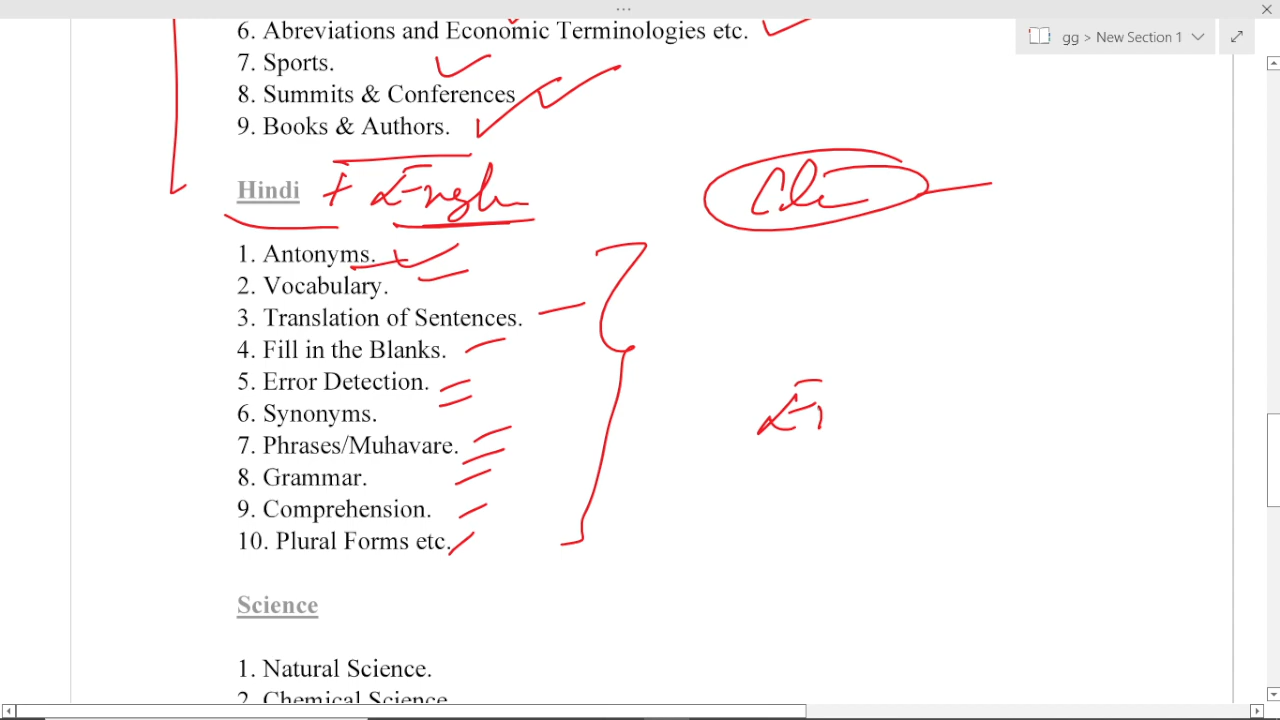 gg > New Section 1
6. Abreviations and Economic Terminologies etc.
7. Sports.
8. Summits & Conferences
9. Books & Authors.
Hindi +
1. Antonyms.
2. Vocabulary.
3. Translation of Sentences.
4. Fill in the Blanks.
5. Error Detection.
6. Synonyms.
7. Phrases/Muhavare.
8. Grammar.
9. Comprehension.
10. Plural Forms etc.
Science
1. Natural Science.
2. Chemical Science